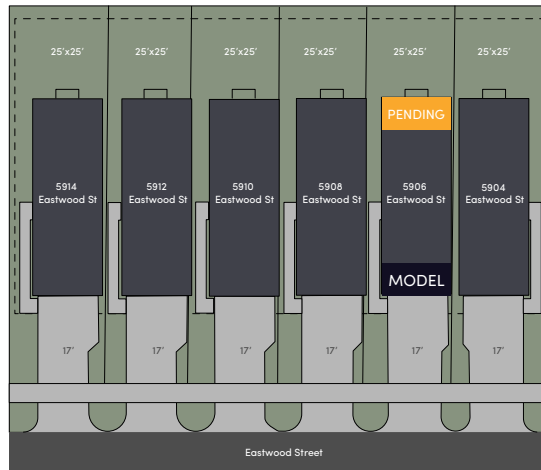 25'x25' 25'x25' 25'x25' 25'x25' 25'x25' 25'x25'
PENDING
5914
Eastwood St
5912
Eastwood St
5910
Eastwood St
5908
Eastwood St
5906
Eastwood St
5904
Eastwood St
MODEL
17' 17' 17' 17' 17' 17'
Eastwood Street